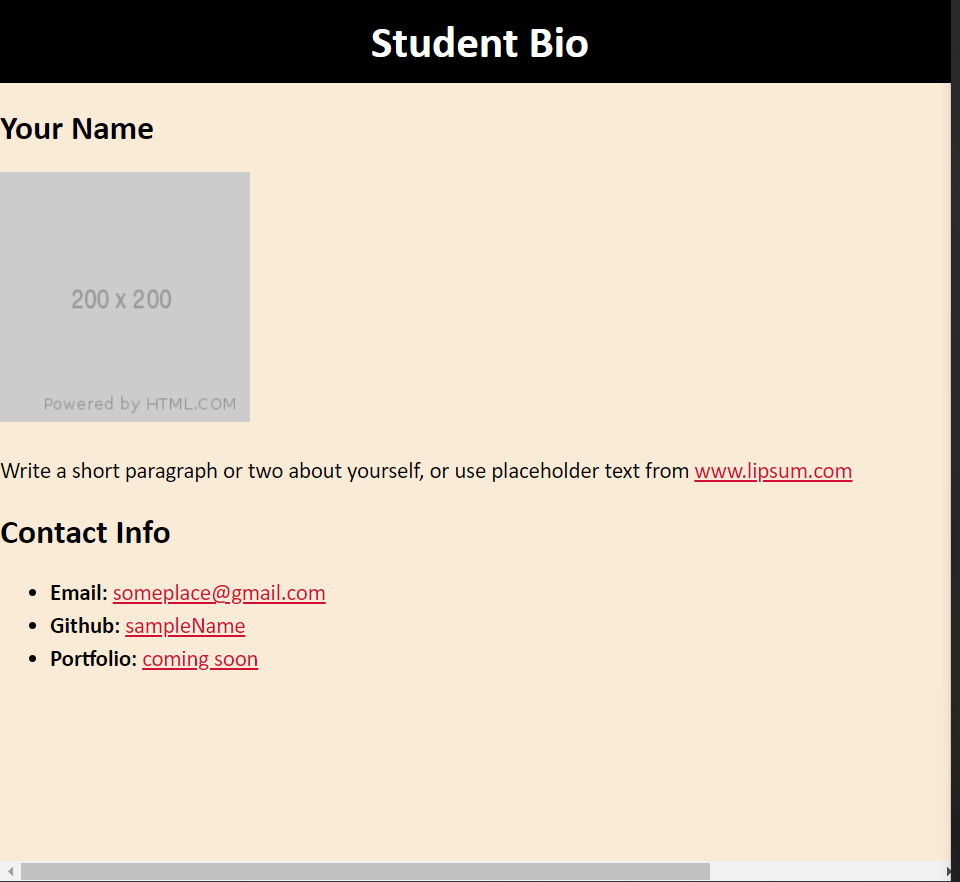 Student Bio
Your Name
200 x 200
Powered by HTML.COM
Write a short paragraph or two about yourself, or use placeholder text from www.lipsum.com
Contact Info
• Email: someplace@gmail.com
• Github: sampleName
• Portfolio: coming soon